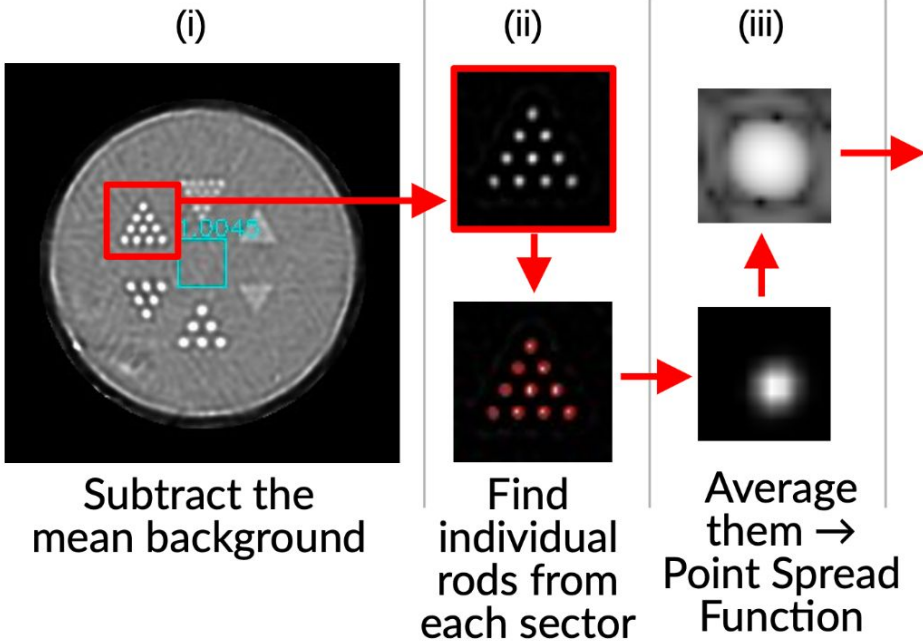 (i)
(ii)
(iii)
1.0045
Subtract the
mean background
Find
individual
rods from
each sector
Average
them →
Point Spread
Function